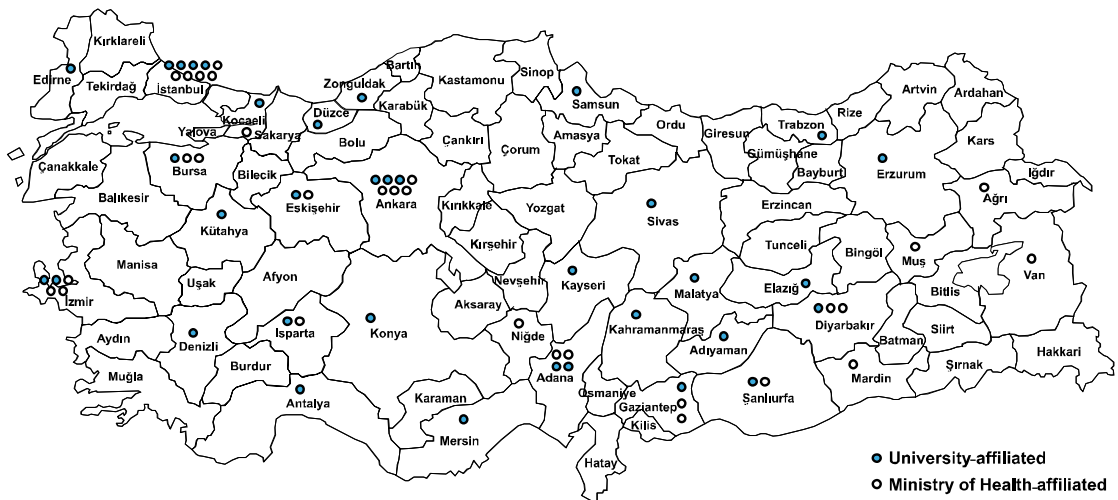 Kırklareli
Edirne
Tekirdağ
İstanbul
Kocaeli
Yalova
Sakarya
Düzce
Zonguldak
Bartın
Karabük
Kastamonu
Sinop
Samsun
Bolu
Çankırı
Çorum
Amasya
Ordu
Tokat
Giresun
Trabzon
Rize
Artvin
Ardahan
Gümüşhane
Bayburt
Kars
Erzurum
Iğdır
Ağrı
Çanakkale
Bursa
Bilecik
Balıkesir
Eskişehir
Ankara
Kırıkkale
Yozgat
Sivas
Erzincan
Kütahya
Kırşehir
Tunceli
Bingöl
Muş
Van
Manisa
Afyon
Uşak
Nevşehir
Kayseri
Malatya
Elazığ
Bitlis
İzmir
Aksaray
Konya
Isparta
Niğde
Kahramanmaraş
Diyarbakır
Siirt
Batman
Aydın
Denizli
Adıyaman
Hakkari
Burdur
Muğla
Adana
Şırnak
Mardin
Şanlıurfa
Antalya
Karaman
Osmaniye
Gaziantep
Kilis
Mersin
Hatay
University-affiliated
Ministry of Health-affiliated